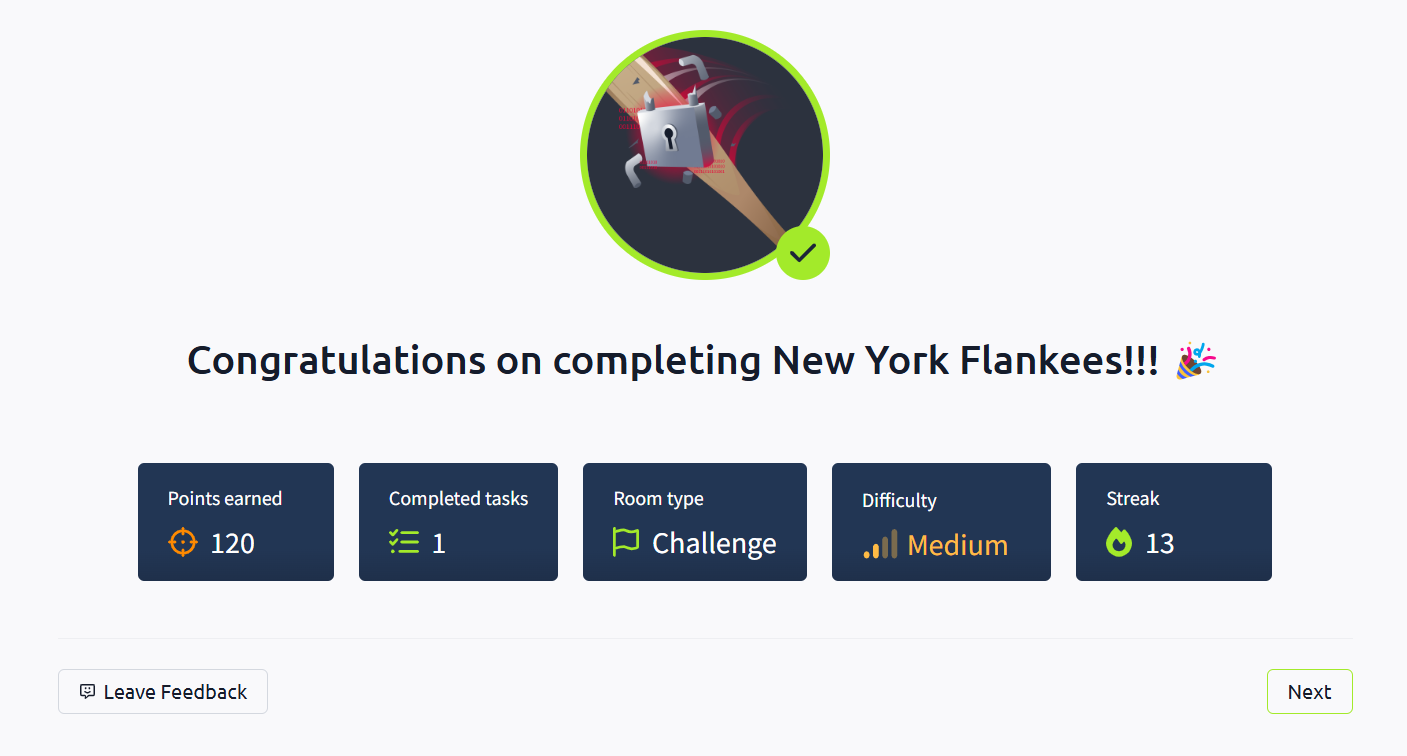 Congratulations on completing New York Flankees!!! 🎉
Points earned
120
Completed tasks
1
Room type
Challenge
Difficulty
Medium
Streak
13
Leave Feedback
Next